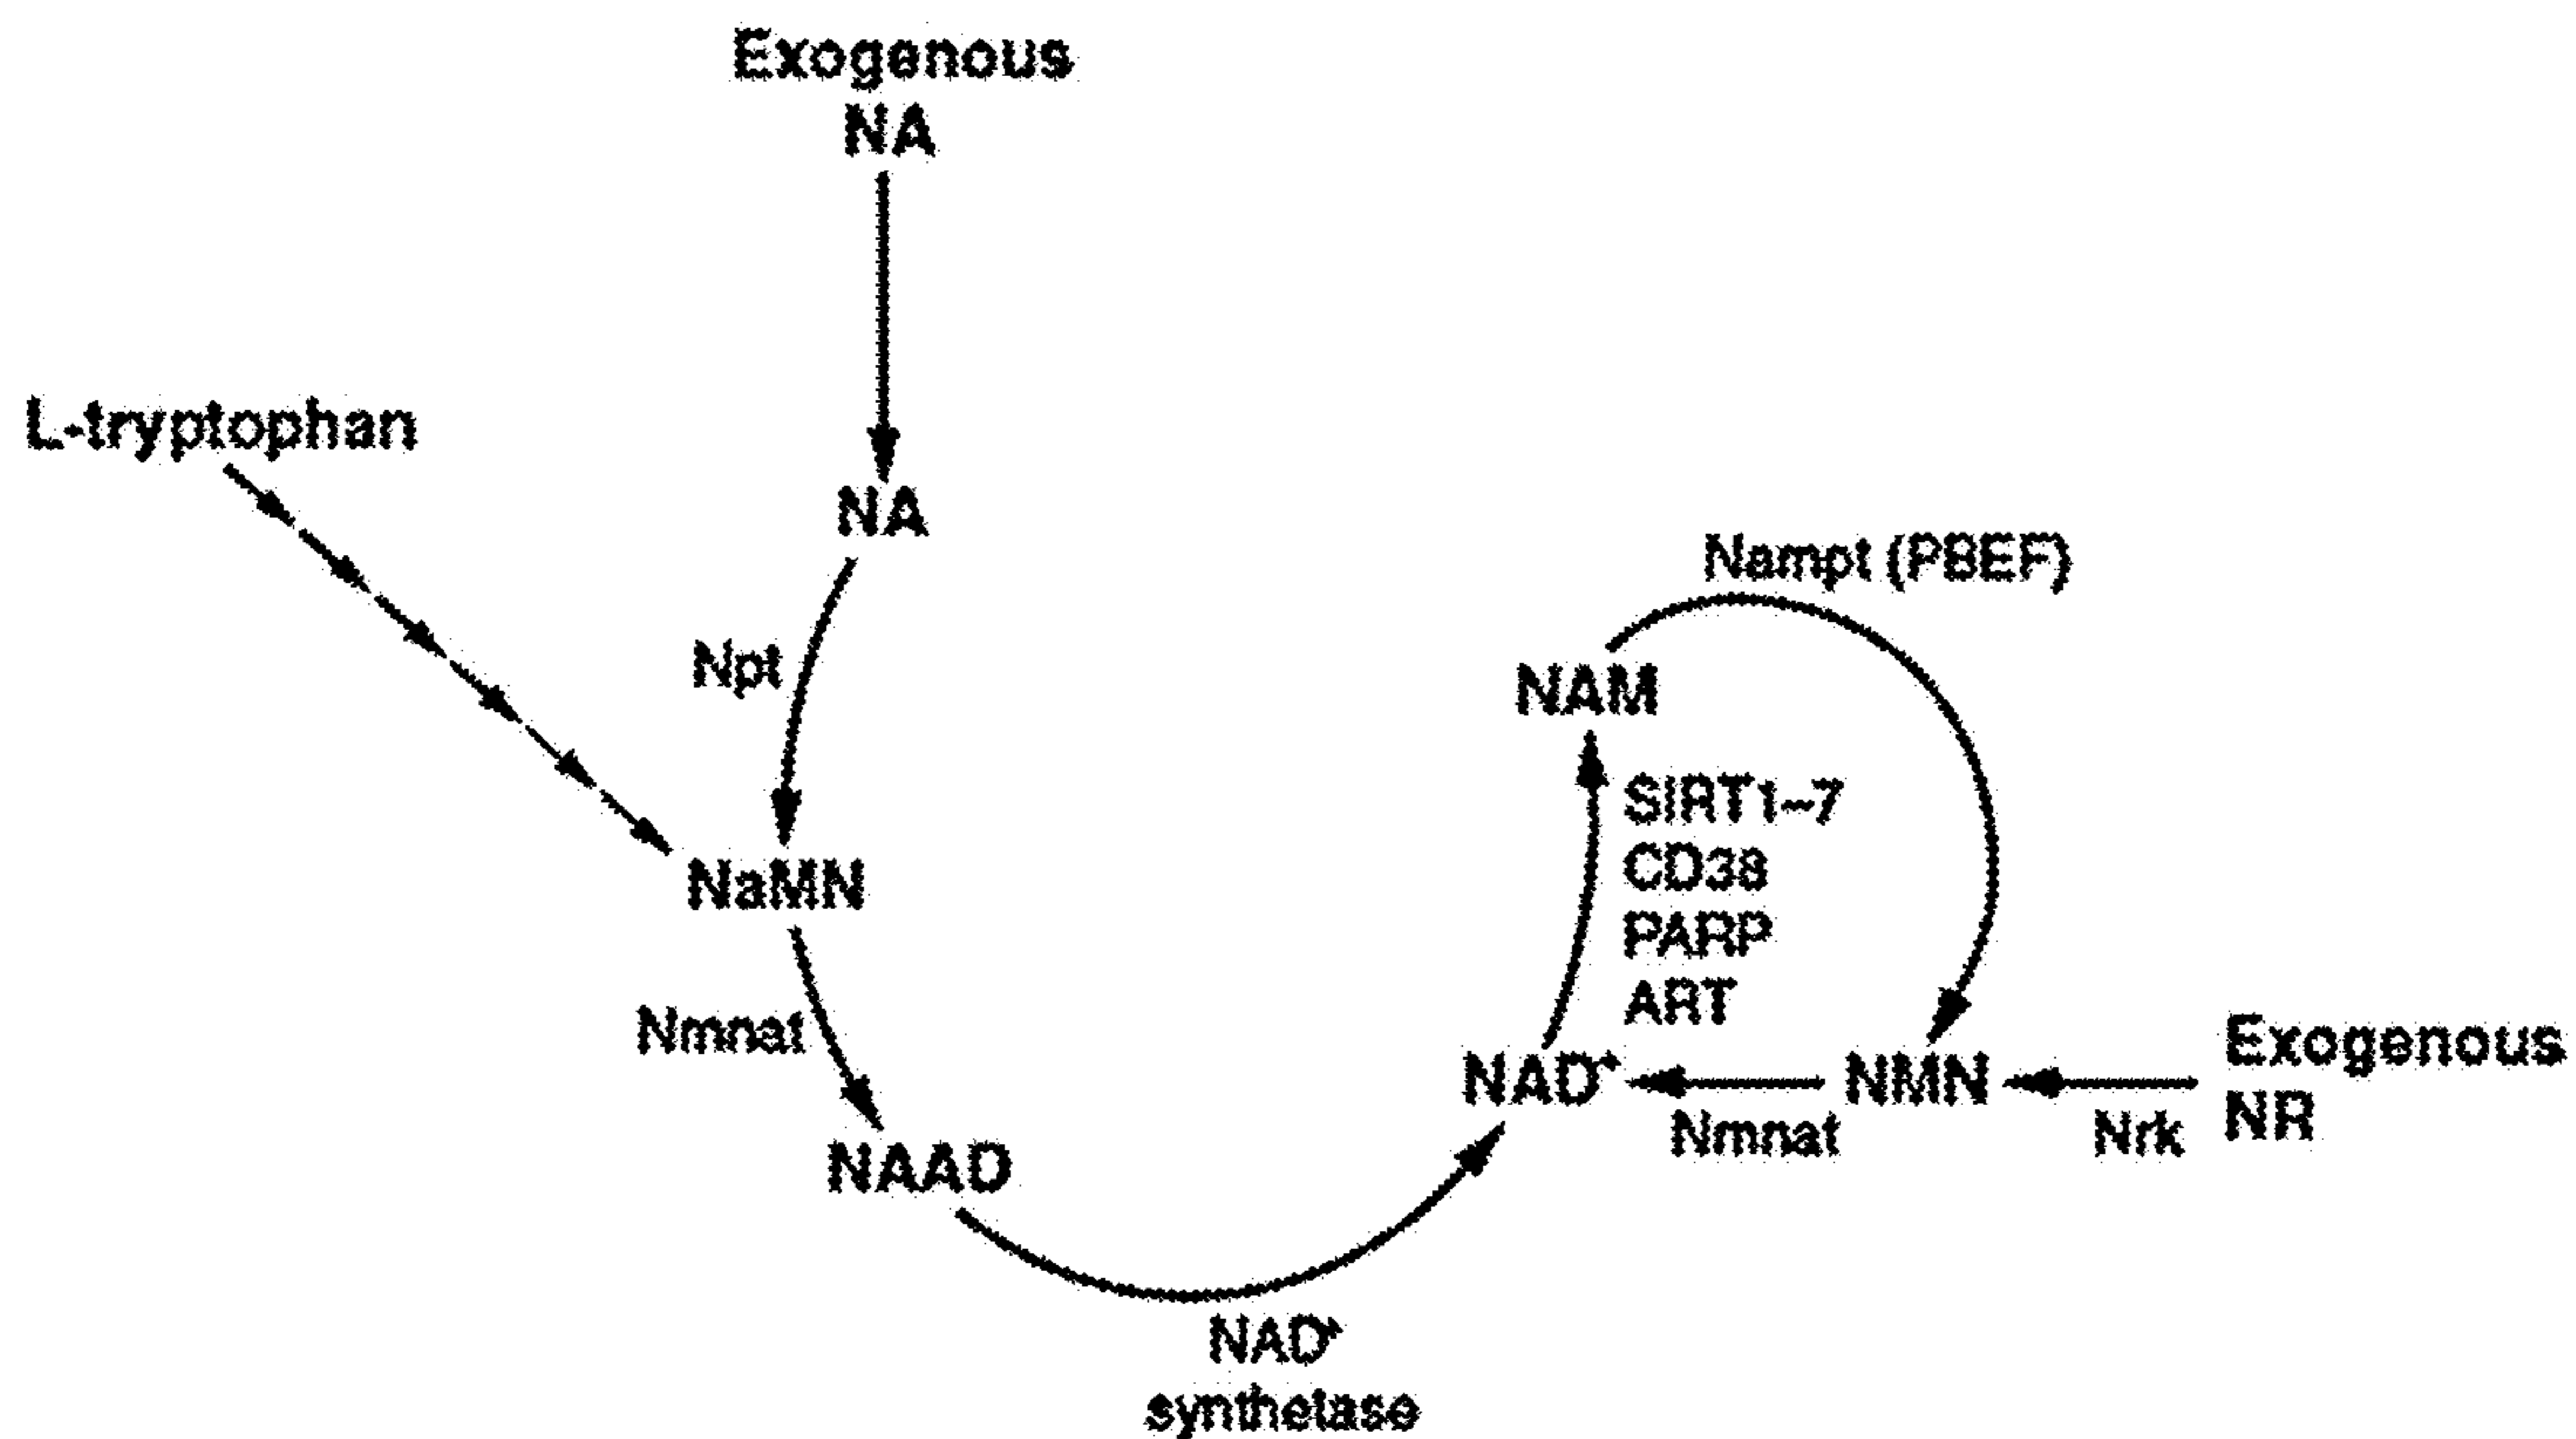 Exogenous
NA
L-tryptophan
NA
Nampt (PBEF)
Npt
NAM
SIRT1–7
CD38
PARP
ART
NaMN
Nmnat
NAD⁺
NMN
Exogenous
NR
Nmnat
Nrk
NAAD
NAD⁺
synthetase